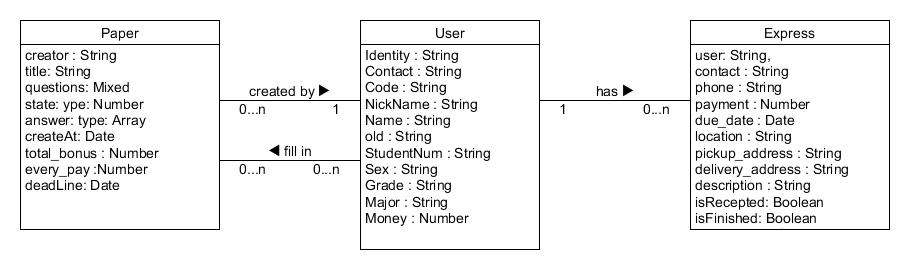 Paper
creator : String
title: String
questions: Mixed
state: ype: Number
answer: type: Array
createAt: Date
total_bonus : Number
every_pay :Number
deadLine: Date
created by ▶
0...n 1
◀ fill in
0...n 0...n
User
Identity : String
Contact : String
Code : String
NickName : String
Name : String
old : String
StudentNum : String
Sex : String
Grade : String
Major : String
Money : Number
has ▶
1 0...n
Express
user: String,
contact : String
phone : String
payment : Number
due_date : Date
location : String
pickup_address : String
delivery_address : String
description : String
isRecepted: Boolean
isFinished: Boolean